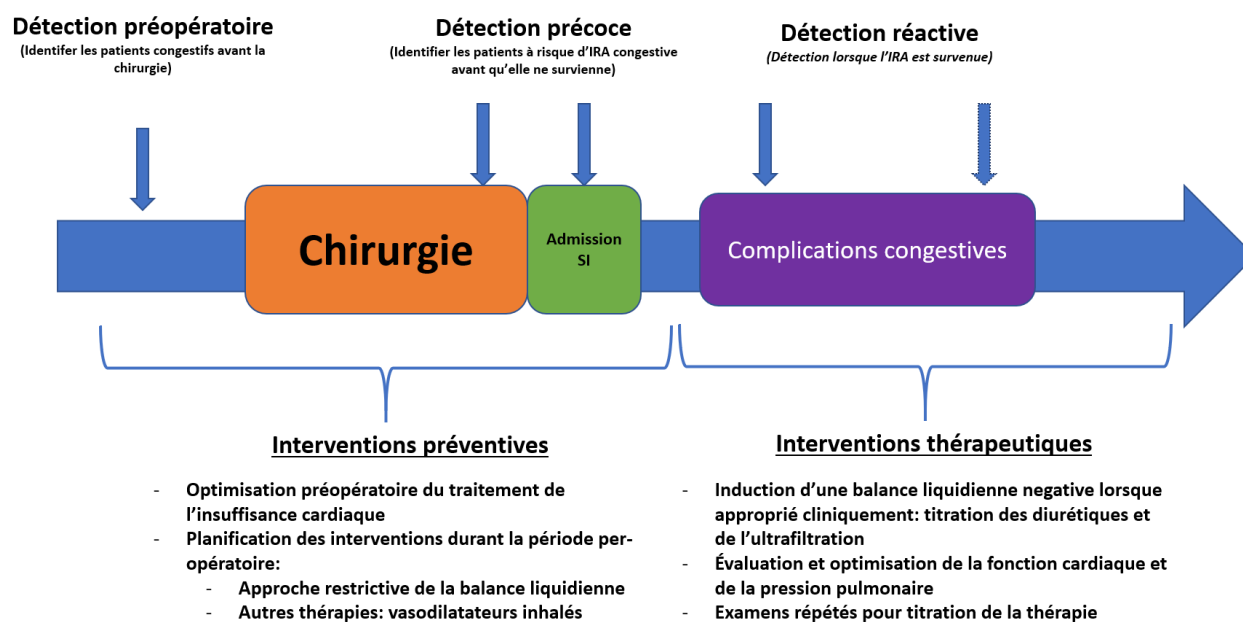 Détection préopératoire
(Identifer les patients congestifs avant la
chirurgie)
Détection précoce
(Identifier les patients à risque d'IRA congestive
avant qu'elle ne survienne)
Détection réactive
(Détection lorsque l'IRA est survenue)
Chirurgie
Admission
SI
Complications congestives
Interventions préventives
- Optimisation préopératoire du traitement de
l'insuffisance cardiaque
- Planification des interventions durant la période per-
opératoire:
- Approche restrictive de la balance liquidienne
- Autres thérapies: vasodilatateurs inhalés
Interventions thérapeutiques
- Induction d'une balance liquidienne negative lorsque
approprié cliniquement: titration des diurétiques et
de l'ultrafiltration
- Évaluation et optimisation de la fonction cardiaque et
de la pression pulmonaire
- Examens répétés pour titration de la thérapie